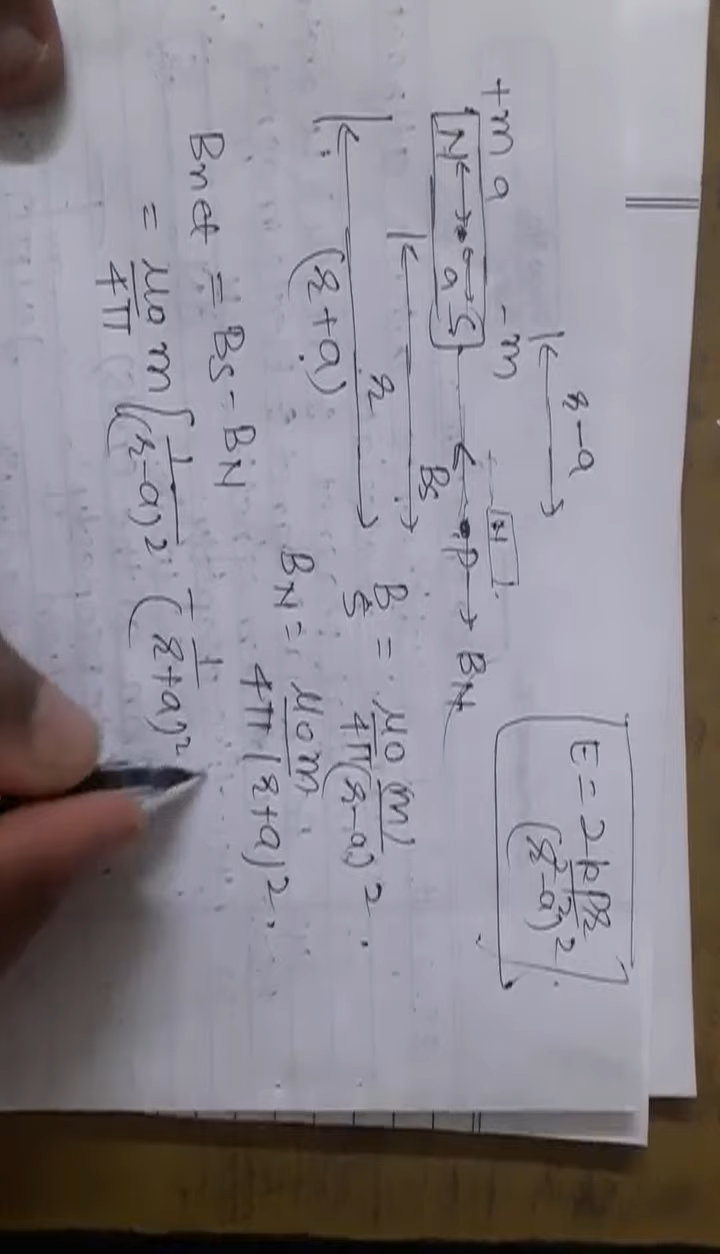 r-a
+m a -m
N a S
[N]
Bs P BN
r
(r+a)
E = 2kpr/(r²-a²)²
Bs = μ0 m/4π(r-a)²
BN = μ0 m/4π(r+a)²
Bnet = Bs - BN
= μ0/4π m [1/(r-a)² - 1/(r+a)²